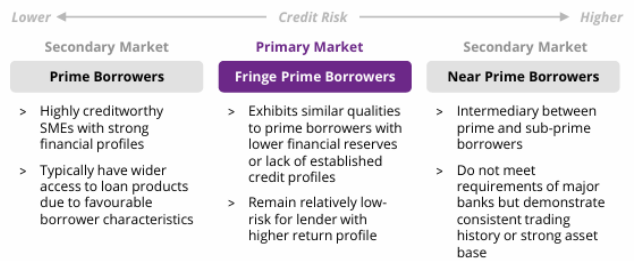 Lower Credit Risk Higher
Secondary Market
Prime Borrowers
> Highly creditworthy
SMEs with strong
financial profiles
> Typically have wider
access to loan products
due to favourable
borrower characteristics
Primary Market
Fringe Prime Borrowers
> Exhibits similar qualities
to prime borrowers with
lower financial reserves
or lack of established
credit profiles
> Remain relatively low-
risk for lender with
higher return profile
Secondary Market
Near Prime Borrowers
> Intermediary between
prime and sub-prime
borrowers
> Do not meet
requirements of major
banks but demonstrate
consistent trading
history or strong asset
base